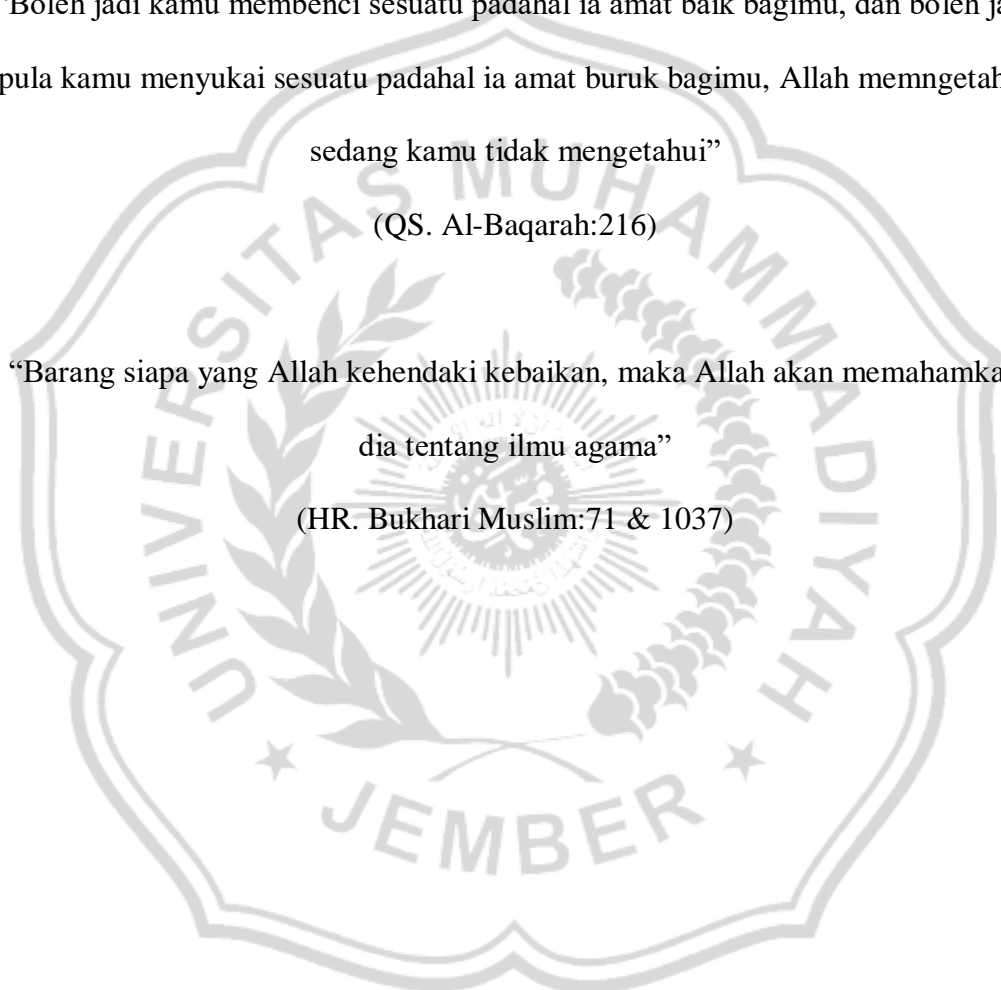 “Boleh jadi kamu membenci sesuatu padahal ia amat baik bagimu, dan boleh ja
pula kamu menyukai sesuatu padahal ia amat buruk bagimu, Allah memngetah
sedang kamu tidak mengetahui”
(QS. Al-Baqarah:216)
“Barang siapa yang Allah kehendaki kebaikan, maka Allah akan memahamka
dia tentang ilmu agama”
(HR. Bukhari Muslim:71 & 1037)
UNIVERSITAS MUHAMMADIYAH
JEMBER